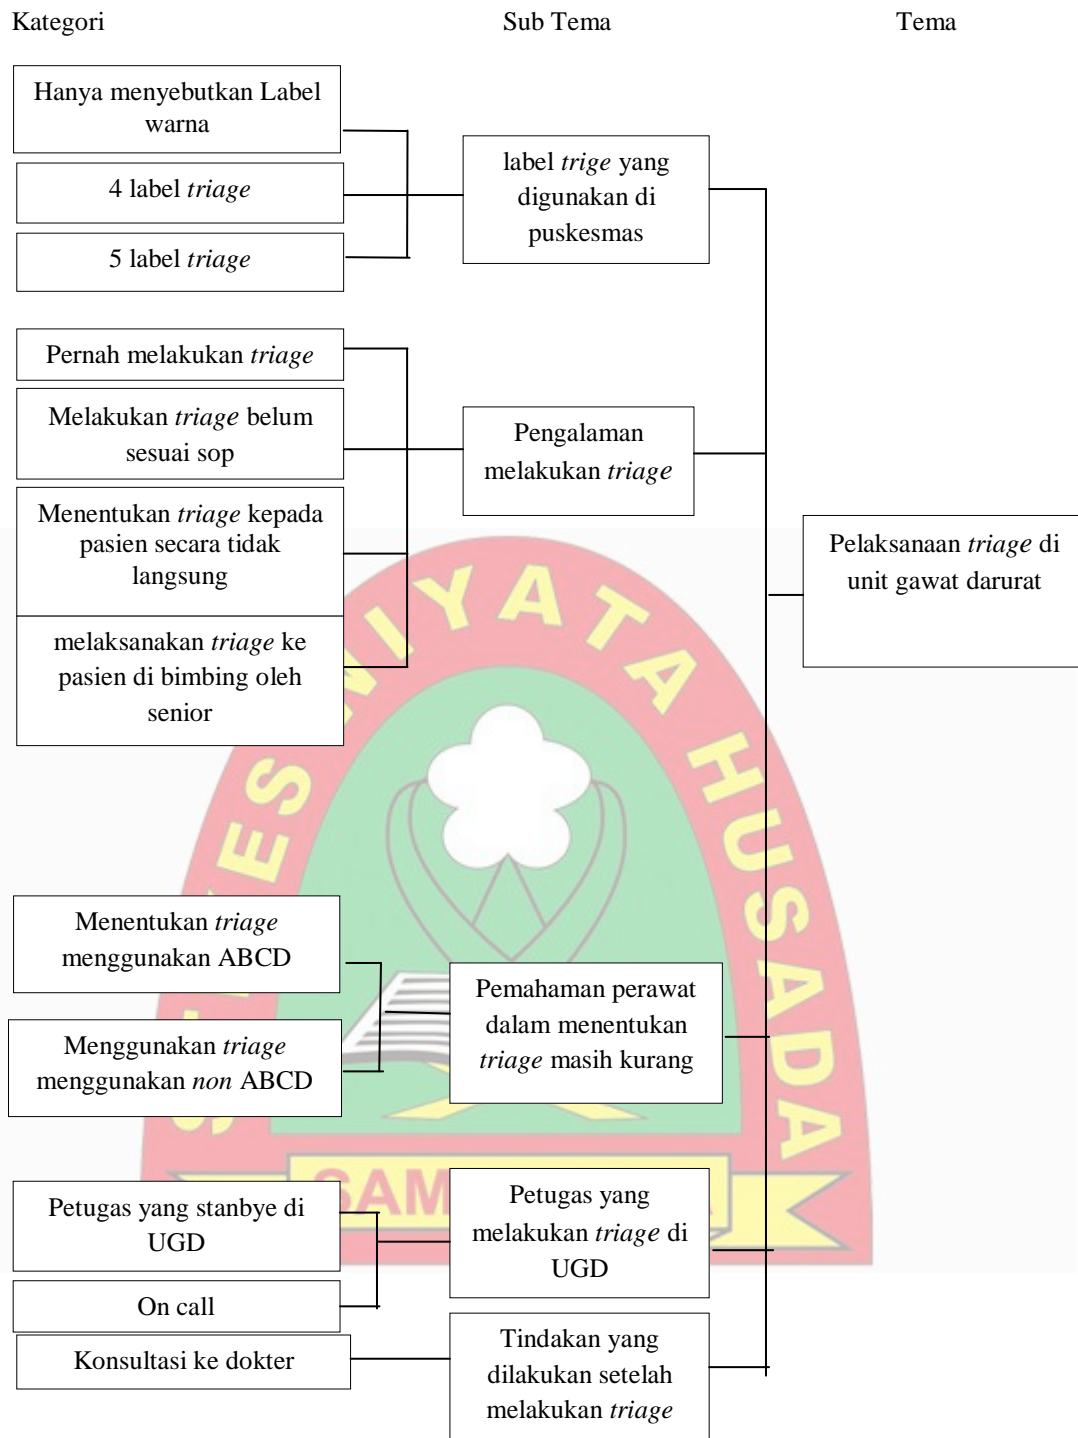 Kategori Sub Tema Tema
Hanya menyebutkan Label
warna
4 label triage
5 label triage
label trige yang
digunakan di
puskesmas
Pernah melakukan triage
Melakukan triage belum
sesuai sop
Menentukan triage kepada
pasien secara tidak
langsung
melaksanakan triage ke
pasien di bimbing oleh
senior
Pengalaman
melakukan triage
Pelaksanaan triage di
unit gawat darurat
Menentukan triage
menggunakan ABCD
Menggunakan triage
menggunakan non ABCD
Pemahaman perawat
dalam menentukan
triage masih kurang
Petugas yang stanbye di
UGD
On call
Petugas yang
melakukan triage di
UGD
Konsultasi ke dokter
Tindakan yang
dilakukan setelah
melakukan triage
WIYATA HUSADA